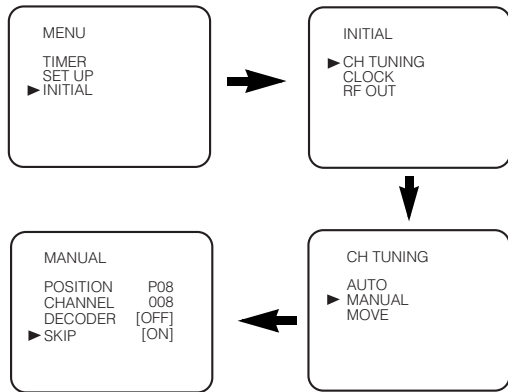 MENU
TIMER
SET UP
INITIAL
INITIAL
CH TUNING
CLOCK
RF OUT
CH TUNING
AUTO
MANUAL
MOVE
MANUAL
POSITION P08
CHANNEL 008
DECODER [OFF]
SKIP [ON]